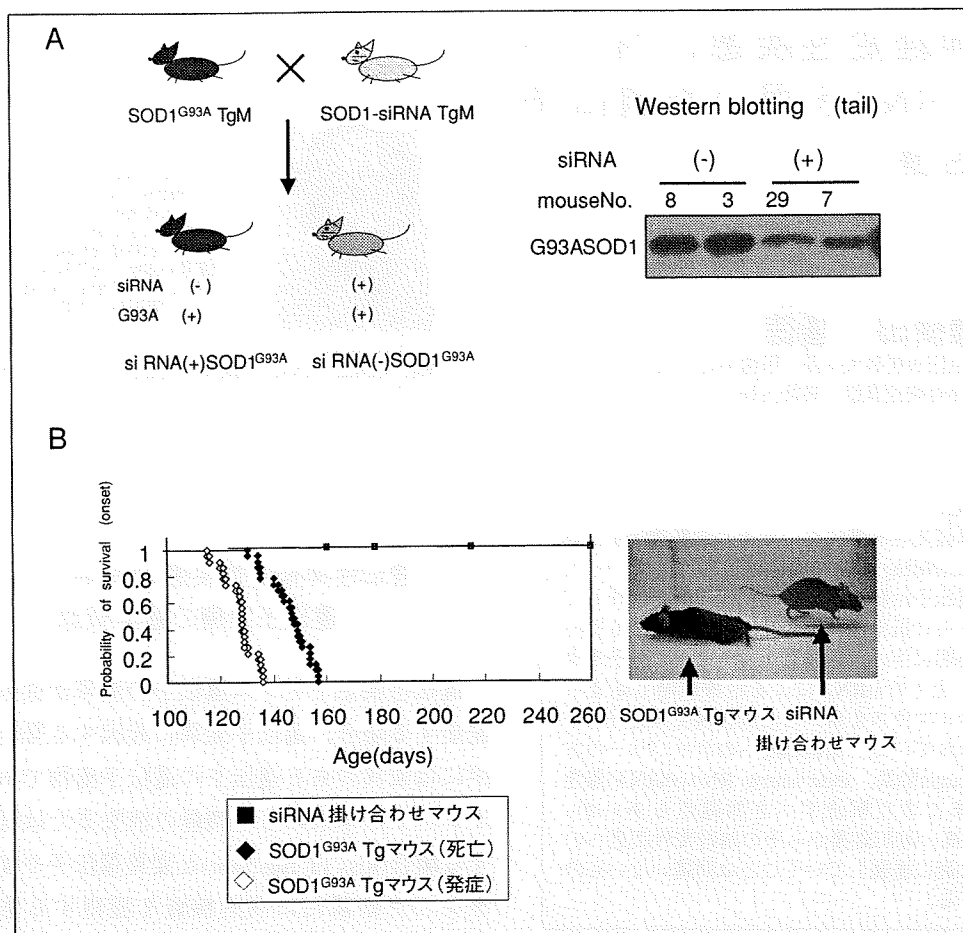 A
SOD1G93A TgM
SOD1-siRNA TgM
siRNA (-) (+)
G93A (+) (+)
si RNA(+)SOD1G93A si RNA(-)SOD1G93A
Western blotting (tail)
siRNA (-) (+)
mouseNo. 8 3 29 7
G93ASOD1
B
Probability of survival (onset)
1
0.8
0.6
0.4
0.2
0
100 120 140 160 180 200 220 240 260
Age(days)
SOD1G93A Tgマウス siRNA
掛け合わせマウス
siRNA 掛け合わせマウス
SOD1G93A Tgマウス(死亡)
SOD1G93A Tgマウス(発症)